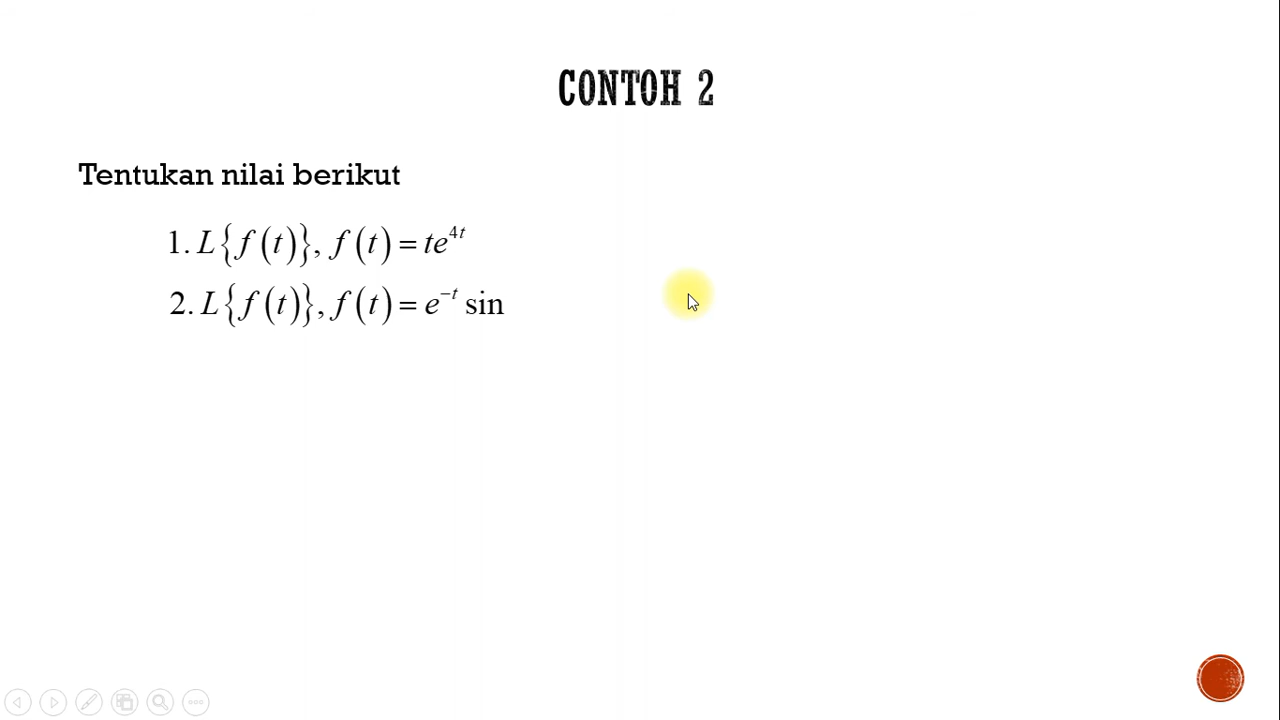 CONTOH 2
Tentukan nilai berikut
1. L{f(t)}, f(t) = te^{4t}
2. L{f(t)}, f(t) = e^{-t} sin